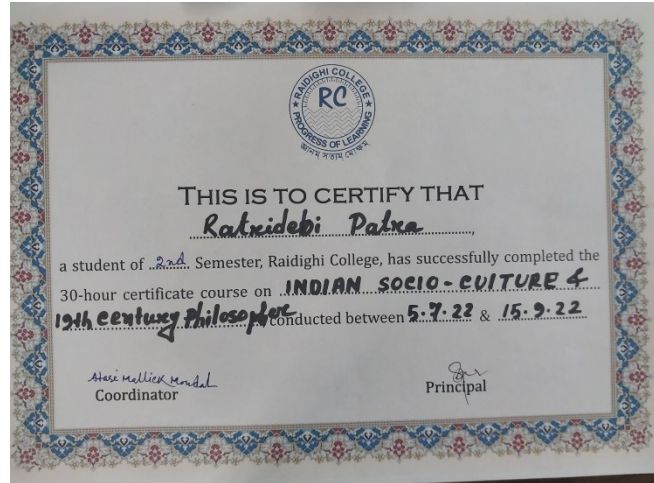 RAIDIGHI COLLEGE
RC
PROGRESS OF LEARNING
THIS IS TO CERTIFY THAT
Ratridebi Patra,
a student of 2nd Semester, Raidighi College, has successfully completed the
30-hour certificate course on INDIAN SOCIO-CULTURE &
19th century Philosopher conducted between 5.7.22 & 15.9.22
Atasi Mallick Mondal
Coordinator
Principal